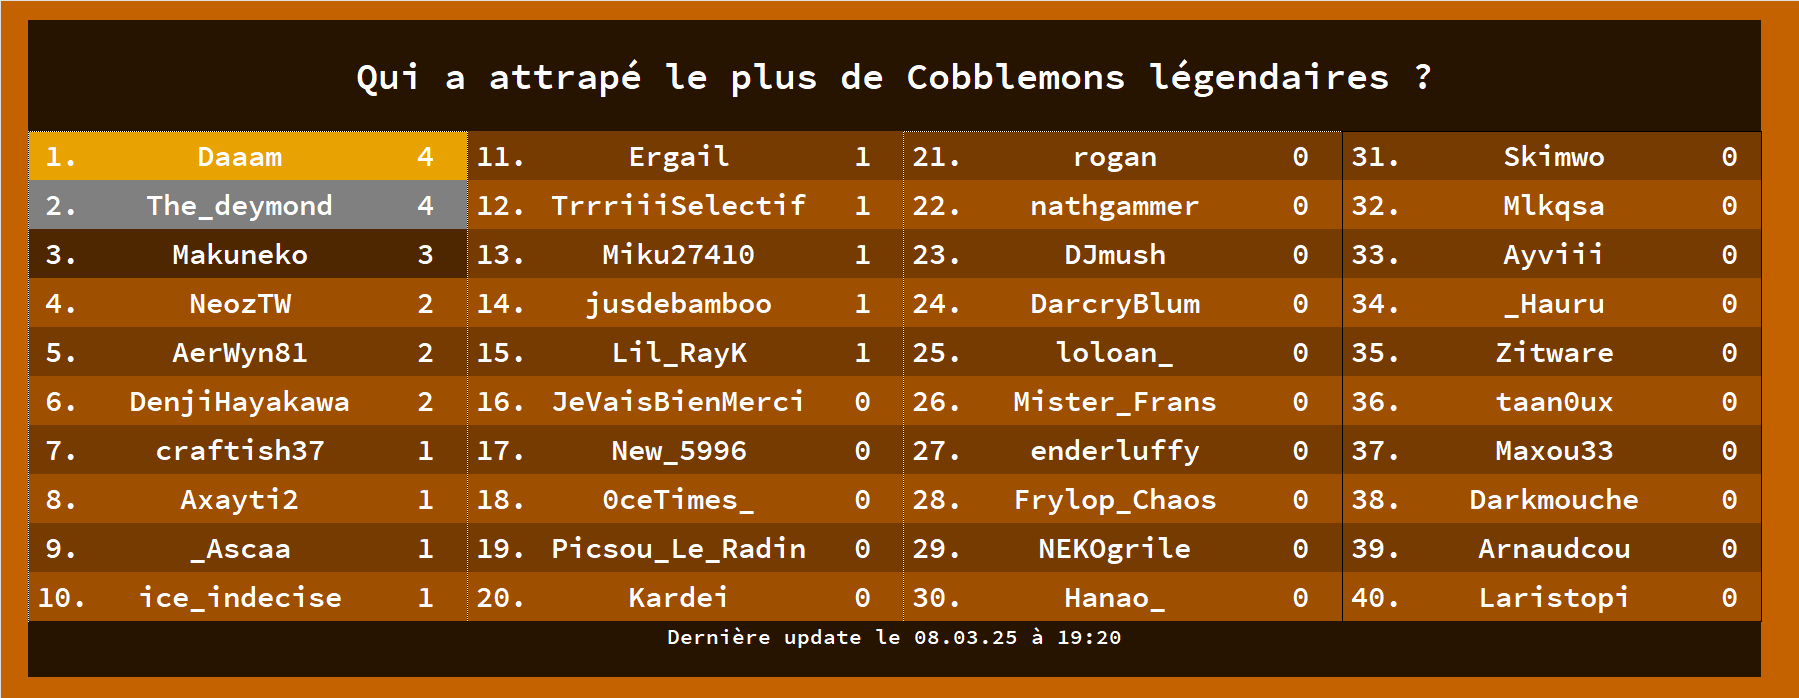 Qui a attrapé le plus de Cobblemons légendaires ?
1. Daaam 4
2. The_deymond 4
3. Makuneko 3
4. NeozTW 2
5. AerWyn81 2
6. DenjiHayakawa 2
7. craftish37 1
8. Axayti2 1
9. _Ascaa 1
10. ice_indecise 1
11. Ergail 1
12. TrrriiiSelectif 1
13. Miku27410 1
14. jusdebamboo 1
15. Lil_RayK 1
16. JeVaisBienMerci 0
17. New_5996 0
18. 0ceTimes_ 0
19. Picsou_Le_Radin 0
20. Kardei 0
21. rogan 0
22. nathgammer 0
23. DJmush 0
24. DarcryBlum 0
25. loloan_ 0
26. Mister_Frans 0
27. enderluffy 0
28. Frylop_Chaos 0
29. NEKOgrile 0
30. Hanao_ 0
31. Skimwo 0
32. Mlkqsa 0
33. Ayviii 0
34. _Hauru 0
35. Zitware 0
36. taan0ux 0
37. Maxou33 0
38. Darkmouche 0
39. Arnaudcou 0
40. Laristopi 0
Dernière update le 08.03.25 à 19:20